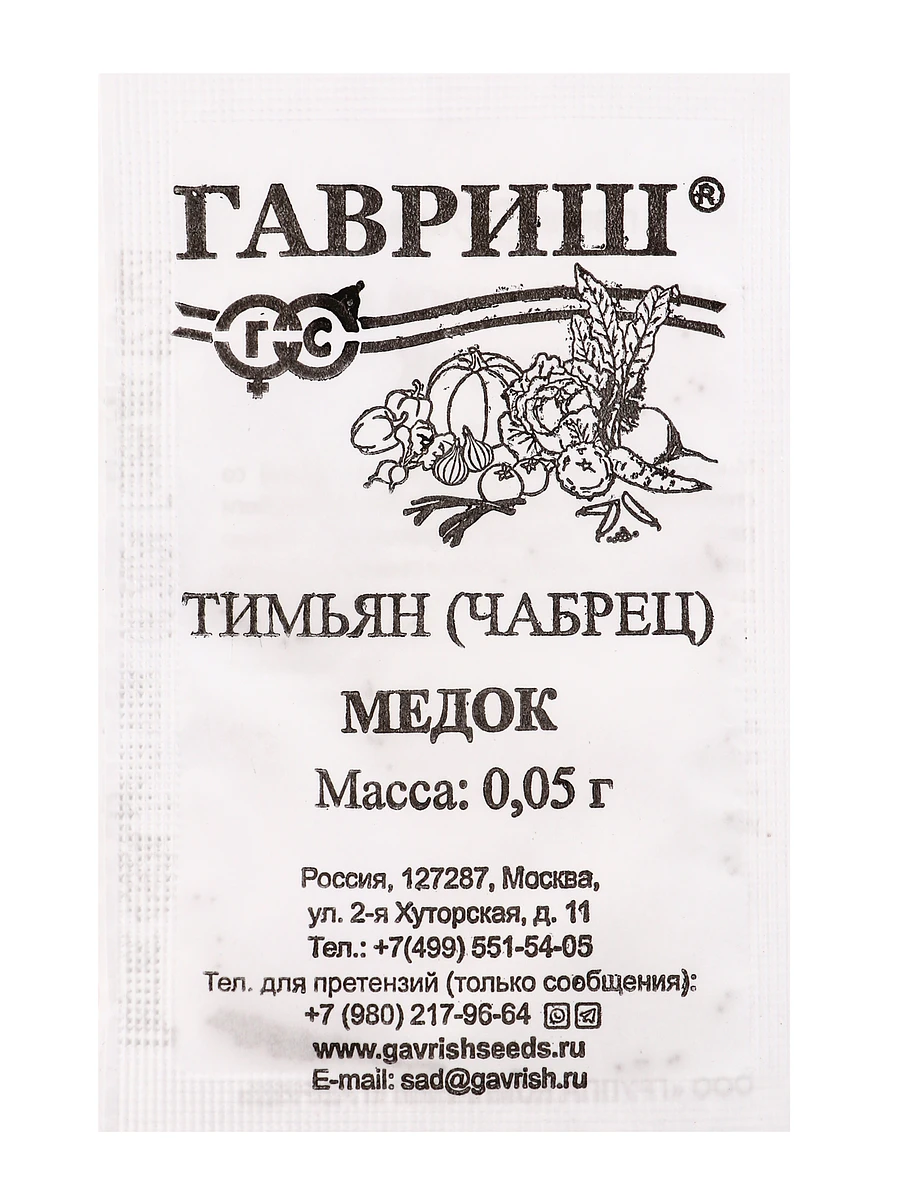 ГАВРИШ®
ГС
ТИМЬЯН (ЧАБРЕЦ)
МЕДОК
Масса: 0,05 г
Россия, 127287, Москва,
ул. 2-я Хуторская, д. 11
Тел.: +7(499) 551-54-05
Тел. для претензий (только сообщения):
+7 (980) 217-96-64
www.gavrishseeds.ru
E-mail: sad@gavrish.ru